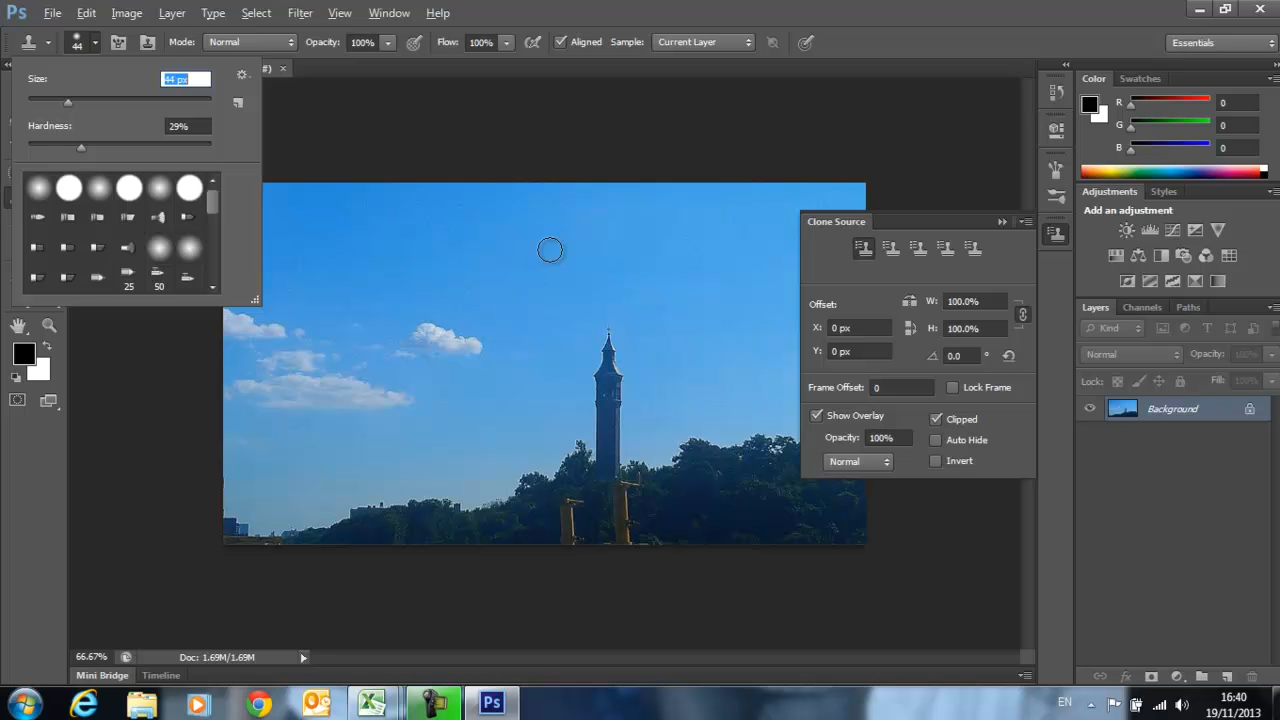 Ps File Edit Image Layer Type Select Filter View Window Help
44 Mode: Normal Opacity: 100% Flow: 100% Aligned Sample: Current Layer Essentials
Size: 44 px
#) ×
Hardness: 29%
25 50
Color Swatches
R 0
G 0
B 0
Adjustments Styles
Add an adjustment
Clone Source
Offset: W: 100.0%
X: 0 px H: 100.0%
Y: 0 px 0.0 °
Frame Offset: 0 Lock Frame
Show Overlay Clipped
Opacity: 100% Auto Hide
Normal Invert
Layers Channels Paths
Kind
Normal Opacity: 100%
Lock: Fill: 100%
Background
66.67% Doc: 1.69M/1.69M
Mini Bridge Timeline
Ps EN 16:40
19/11/2013